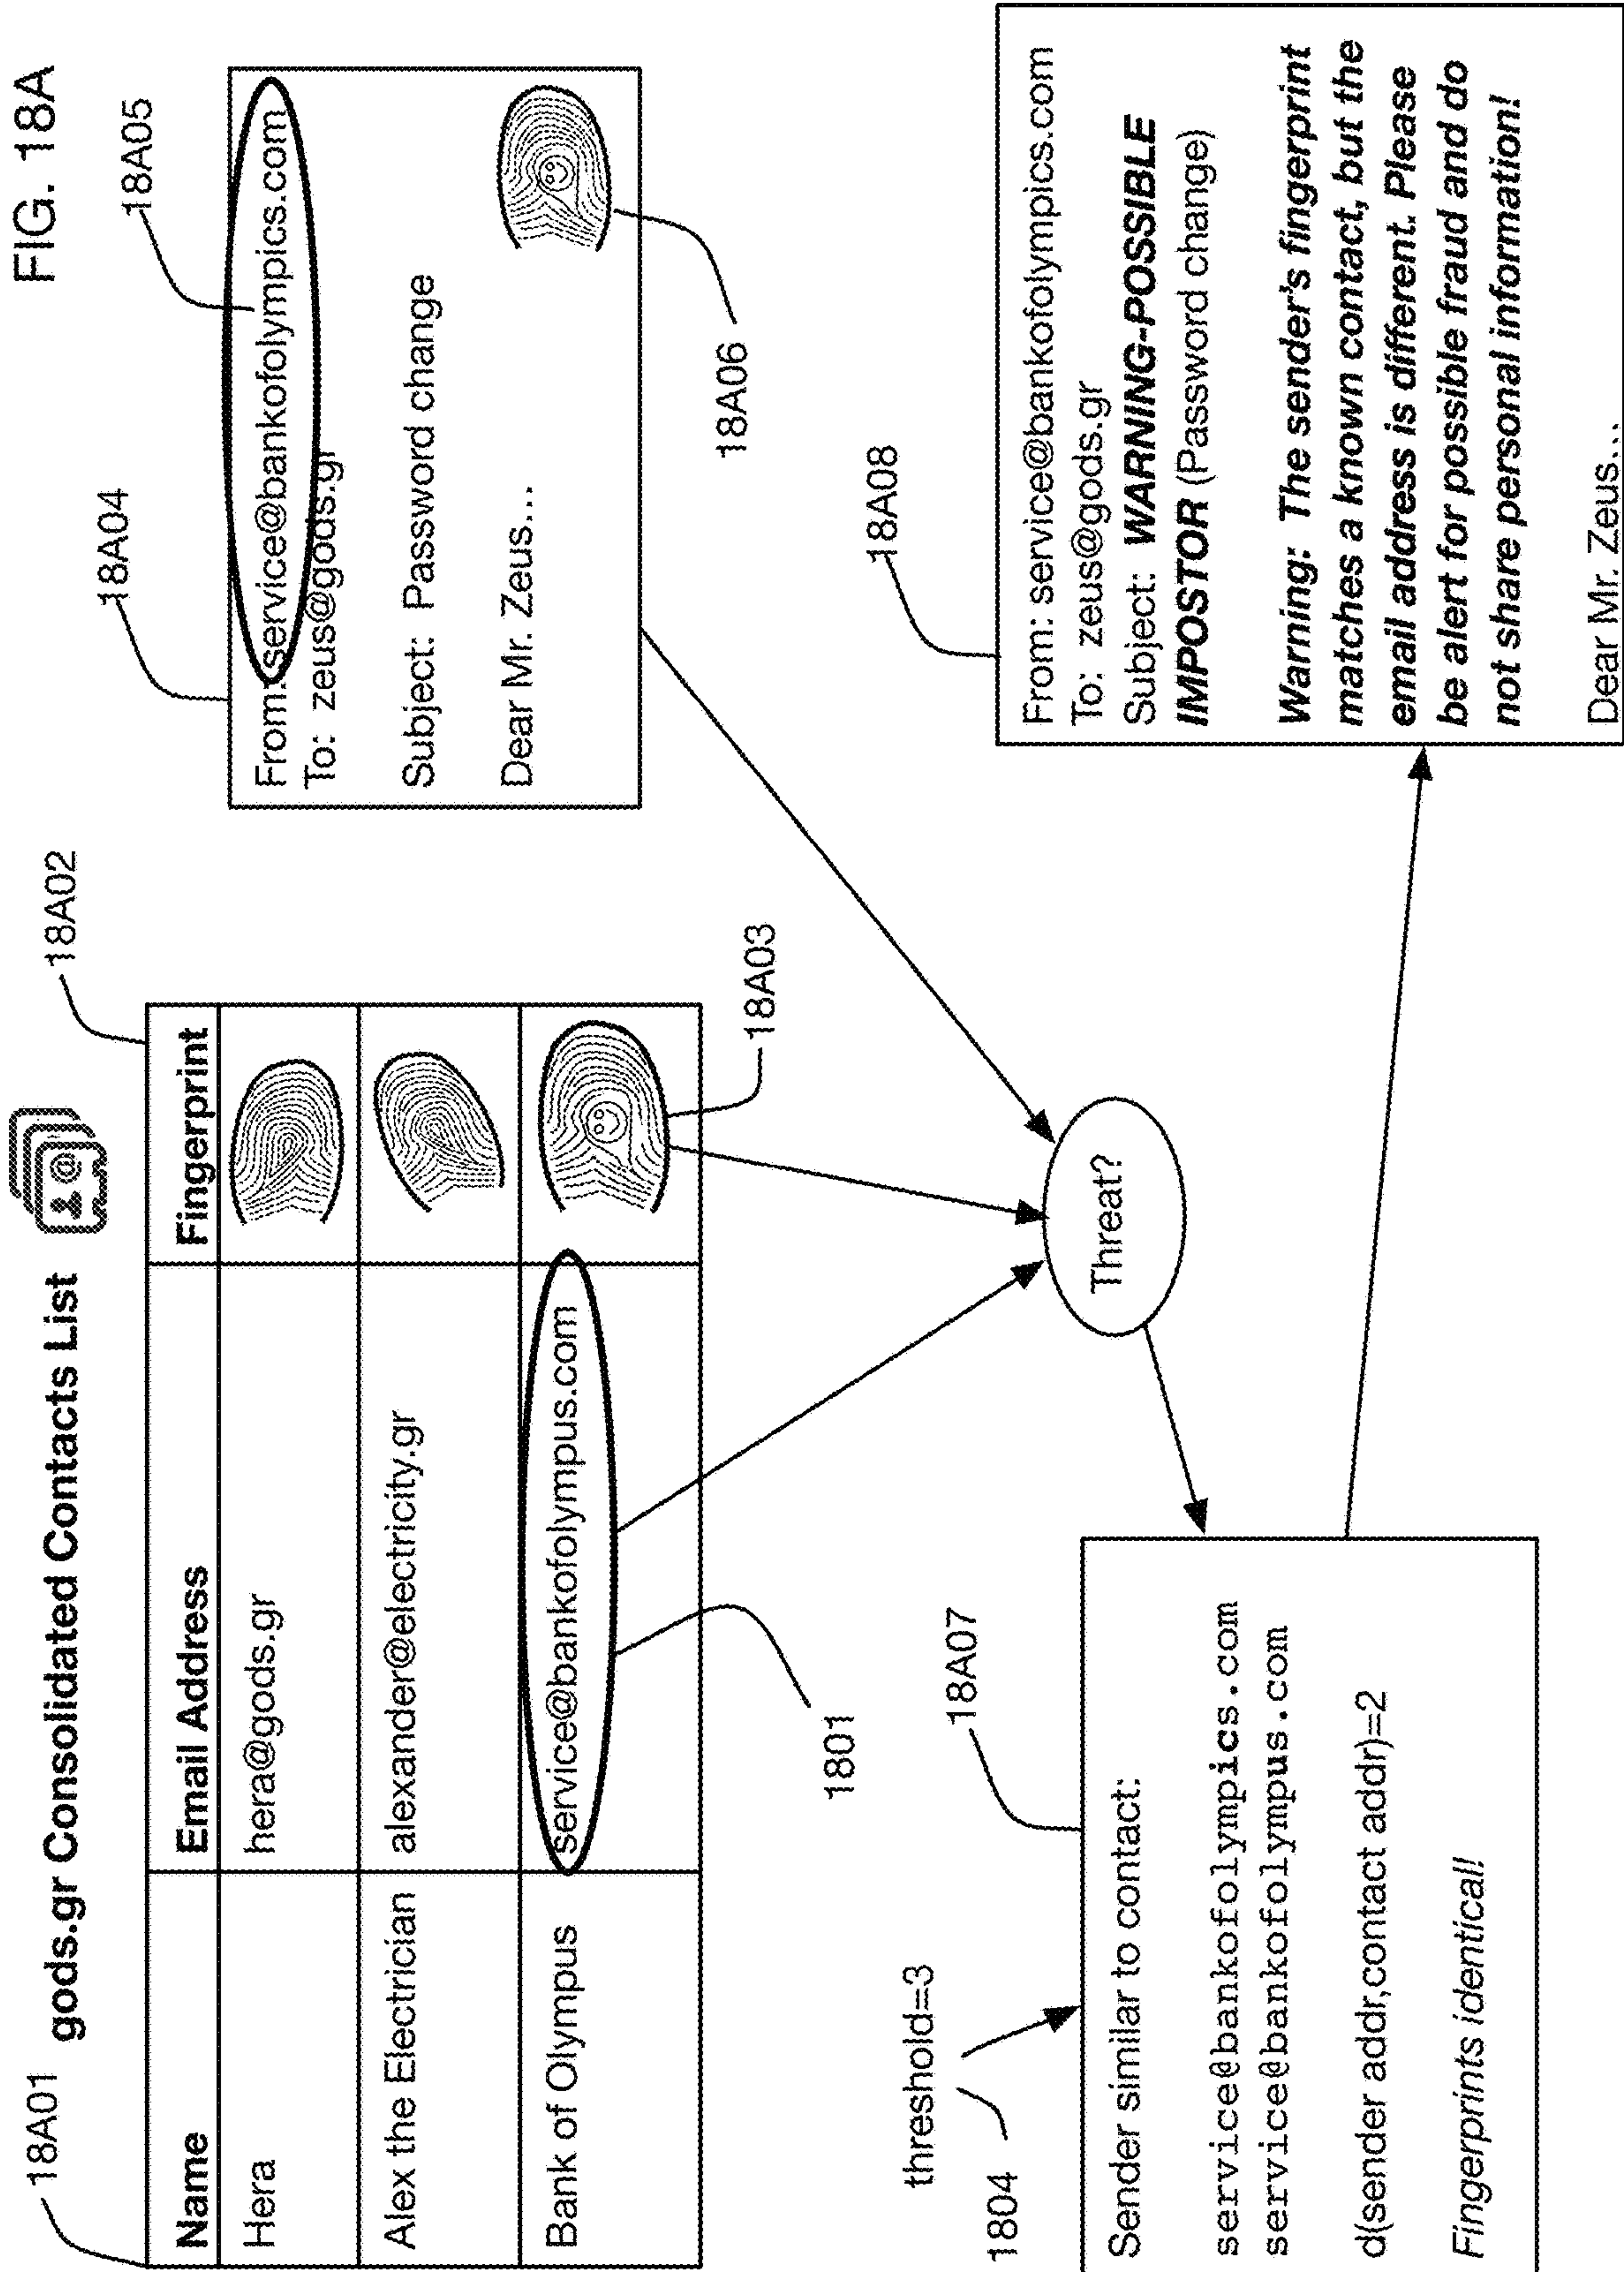 FIG. 18A
18A01
gods.gr Consolidated Contacts List
@
18A02
Name Email Address Fingerprint
Hera hera@gods.gr
Alex the Electrician alexander@electricity.gr
Bank of Olympus service@bankofolympus.com
18A03
1801
18A04
18A05
From:service@bankofolympics.com
To: zeus@gods.gr
Subject: Password change
Dear Mr. Zeus...
18A06
Threat?
threshold=3
1804
18A07
Sender similar to contact:
service@bankofolympics.com
service@bankofolympus.com
d(sender addr,contact addr)=2
Fingerprints identical!
18A08
From: service@bankofolympics.com
To: zeus@gods.gr
Subject: WARNING-POSSIBLE
IMPOSTOR (Password change)
Warning: The sender's fingerprint
matches a known contact, but the
email address is different. Please
be alert for possible fraud and do
not share personal information!
Dear Mr. Zeus...